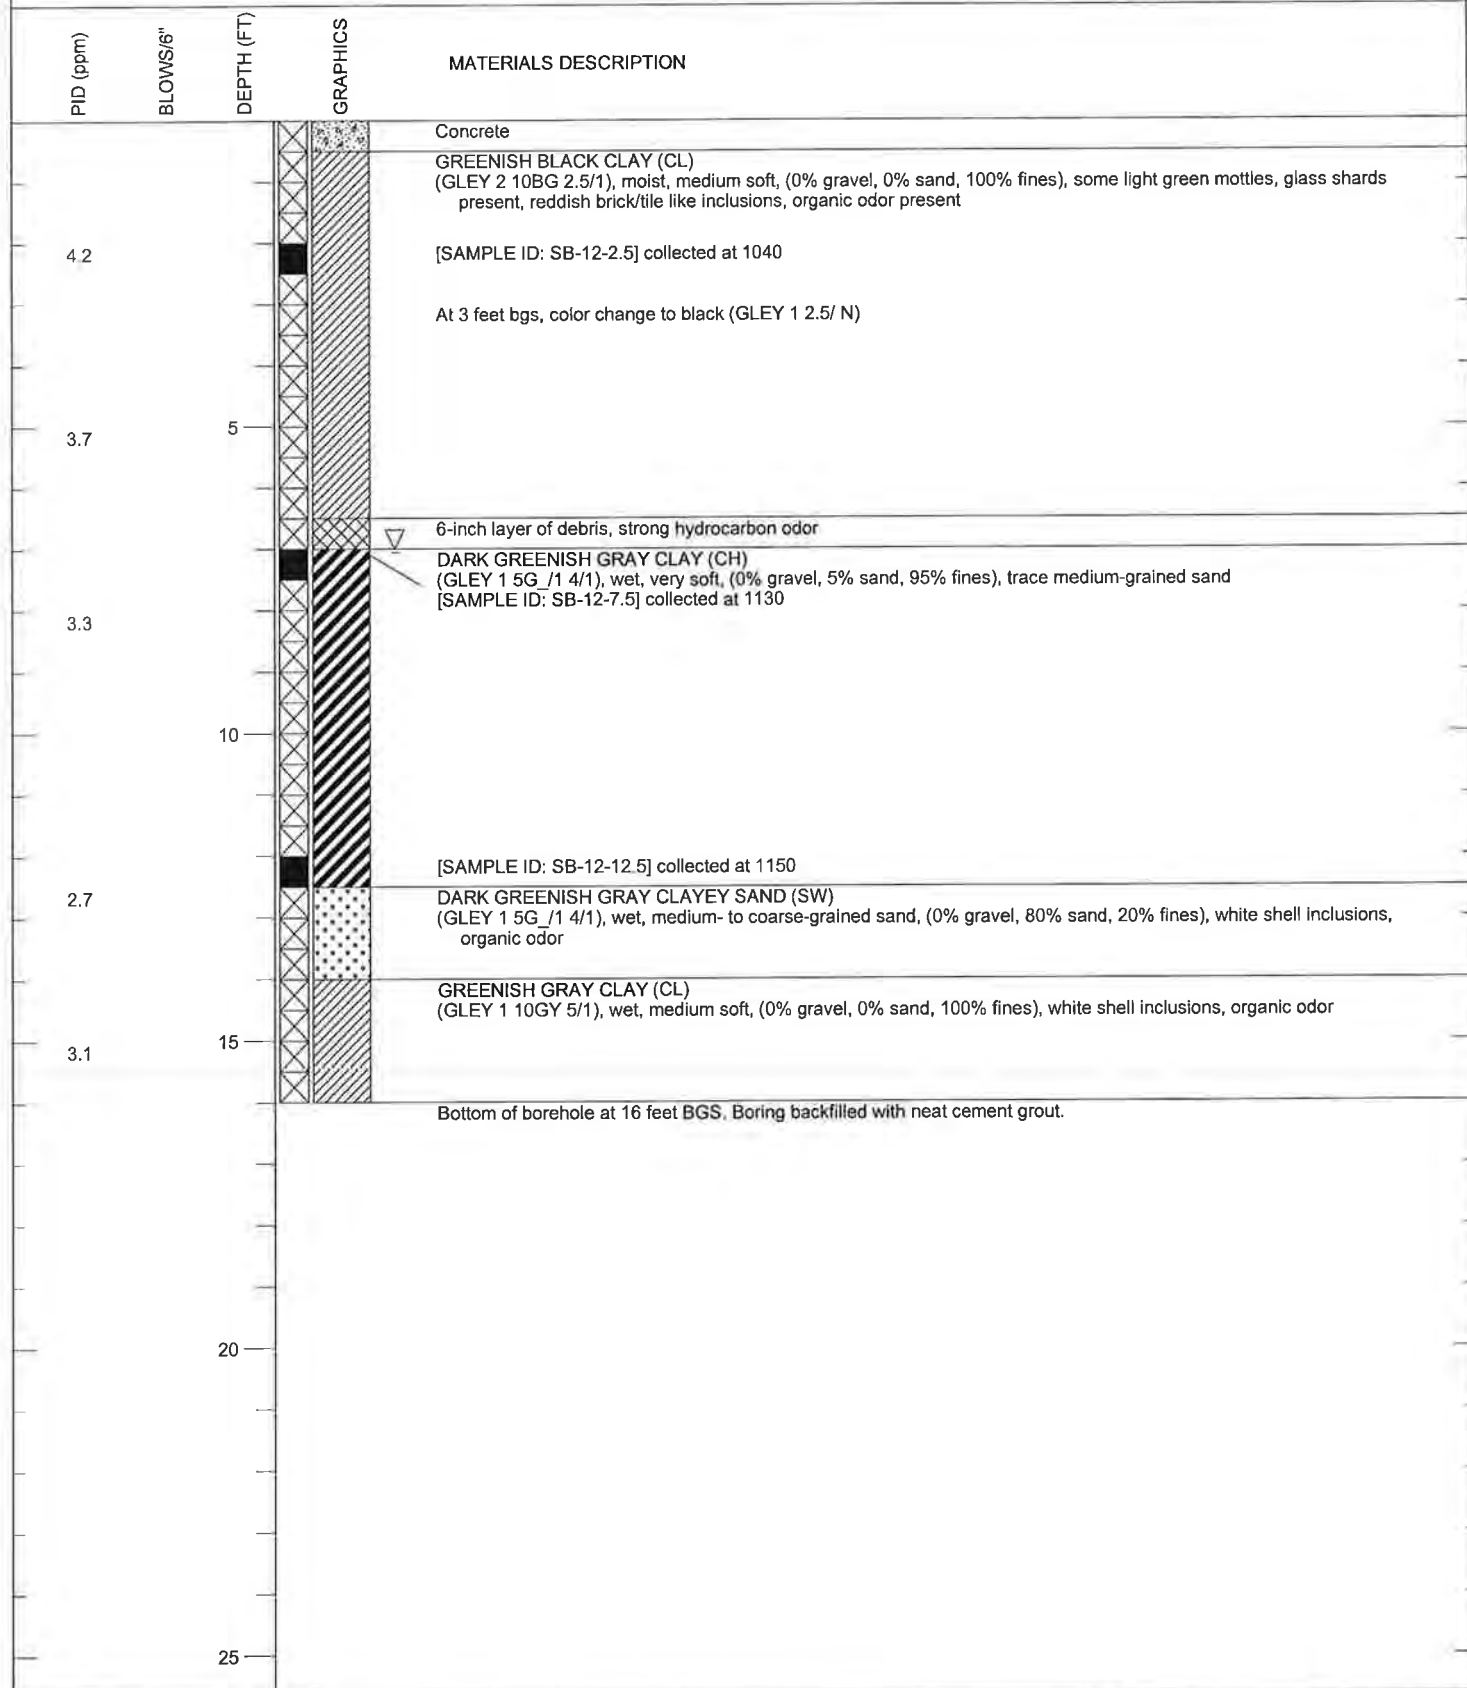 PID (ppm)
BLOWS/6"
DEPTH (FT)
GRAPHICS
MATERIALS DESCRIPTION
Concrete
GREENISH BLACK CLAY (CL)
(GLEY 2 10BG 2.5/1), moist, medium soft, (0% gravel, 0% sand, 100% fines), some light green mottles, glass shards
present, reddish brick/tile like inclusions, organic odor present
4.2
[SAMPLE ID: SB-12-2.5] collected at 1040
At 3 feet bgs, color change to black (GLEY 1 2.5/ N)
3.7
5
6-inch layer of debris, strong hydrocarbon odor
DARK GREENISH GRAY CLAY (CH)
(GLEY 1 5G_/1 4/1), wet, very soft, (0% gravel, 5% sand, 95% fines), trace medium-grained sand
[SAMPLE ID: SB-12-7.5] collected at 1130
3.3
10
[SAMPLE ID: SB-12-12.5] collected at 1150
2.7
DARK GREENISH GRAY CLAYEY SAND (SW)
(GLEY 1 5G_/1 4/1), wet, medium- to coarse-grained sand, (0% gravel, 80% sand, 20% fines), white shell inclusions,
organic odor
GREENISH GRAY CLAY (CL)
(GLEY 1 10GY 5/1), wet, medium soft, (0% gravel, 0% sand, 100% fines), white shell inclusions, organic odor
3.1
15
Bottom of borehole at 16 feet BGS. Boring backfilled with neat cement grout.
20
25